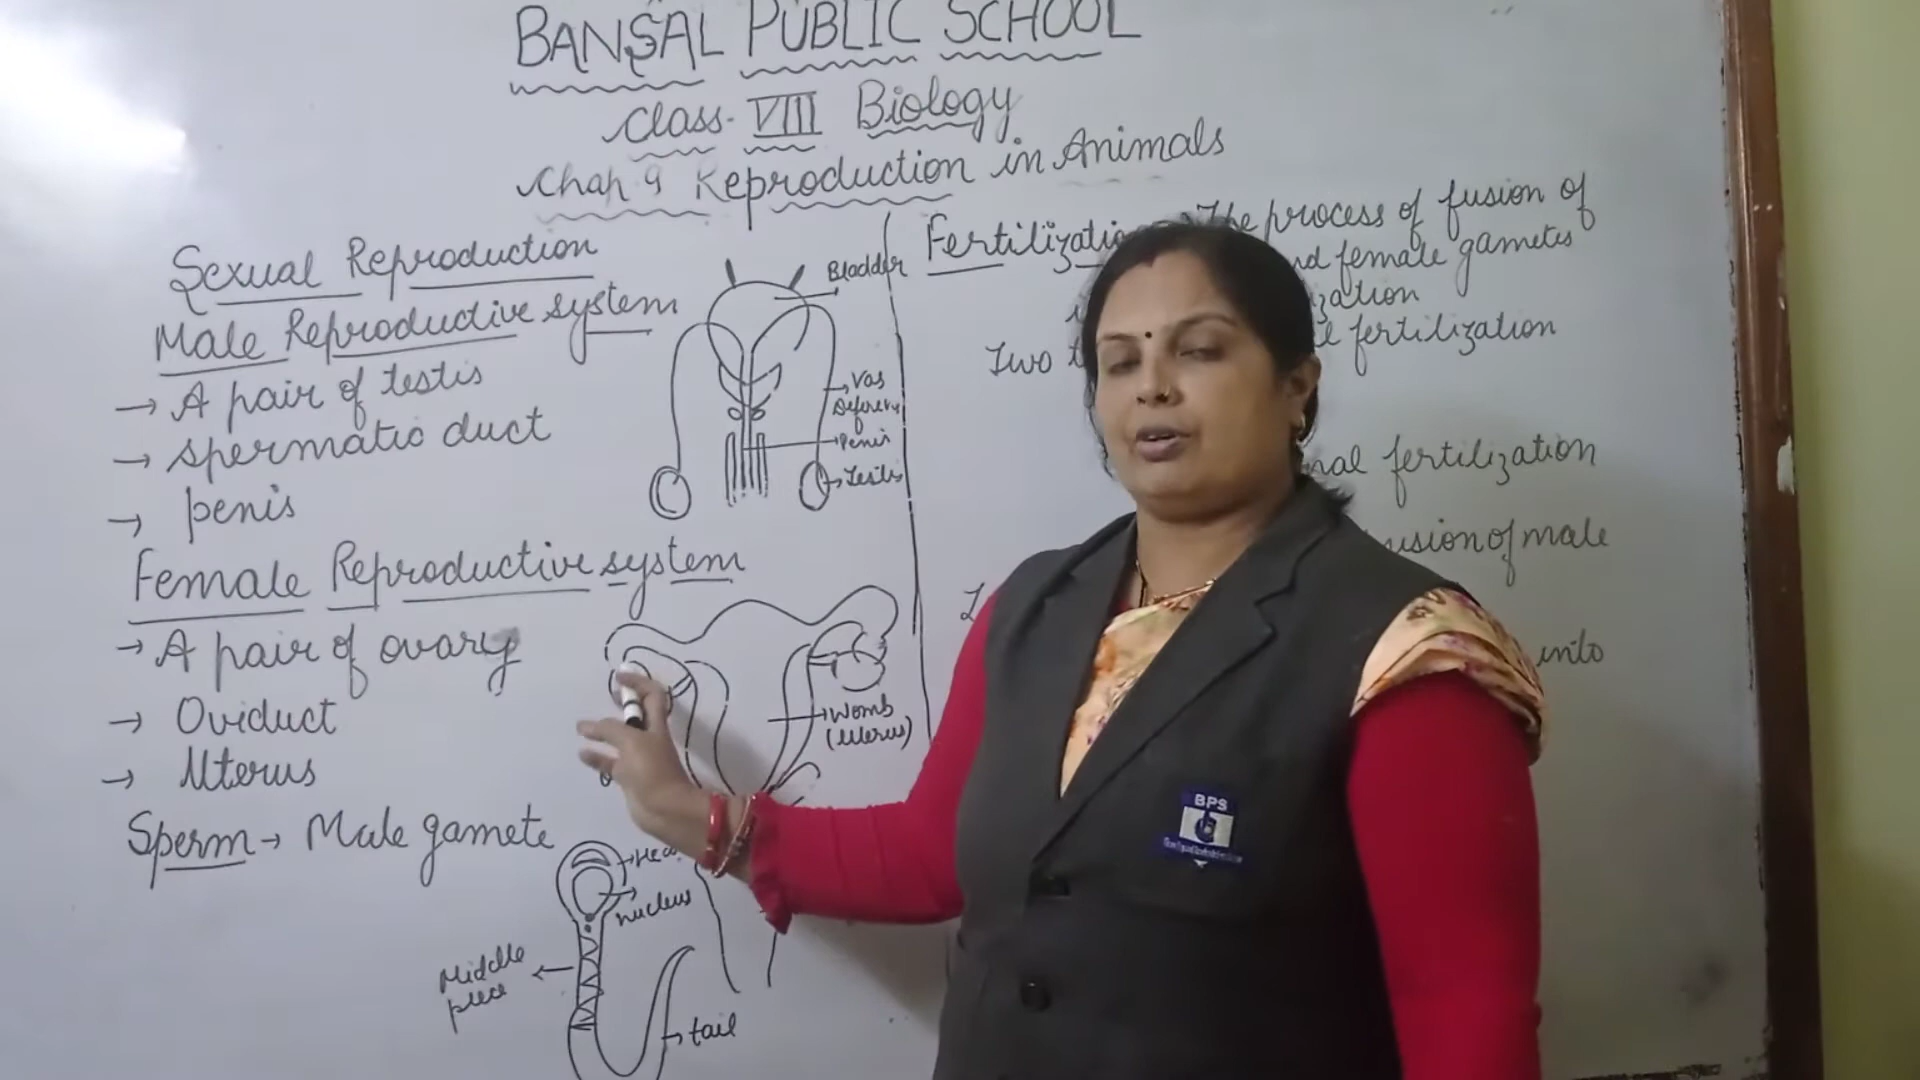 BANSAL PUBLIC SCHOOL
Class- VIII Biology
Chap 9 Reproduction in Animals
Sexual Reproduction
Male Reproductive system
→ A pair of testis
→ spermatic duct
→ penis
Female Reproductive system
→ A pair of ovary
→ Oviduct
→ Uterus
Sperm → Male gamete
Bladder
Vas
Deferens
Penis
Testis
Womb
(Uterus)
nucleus
Middle
piece
tail
The process of fusion of
female gametes
Two
fertilization
fertilization
of male
into
BPS